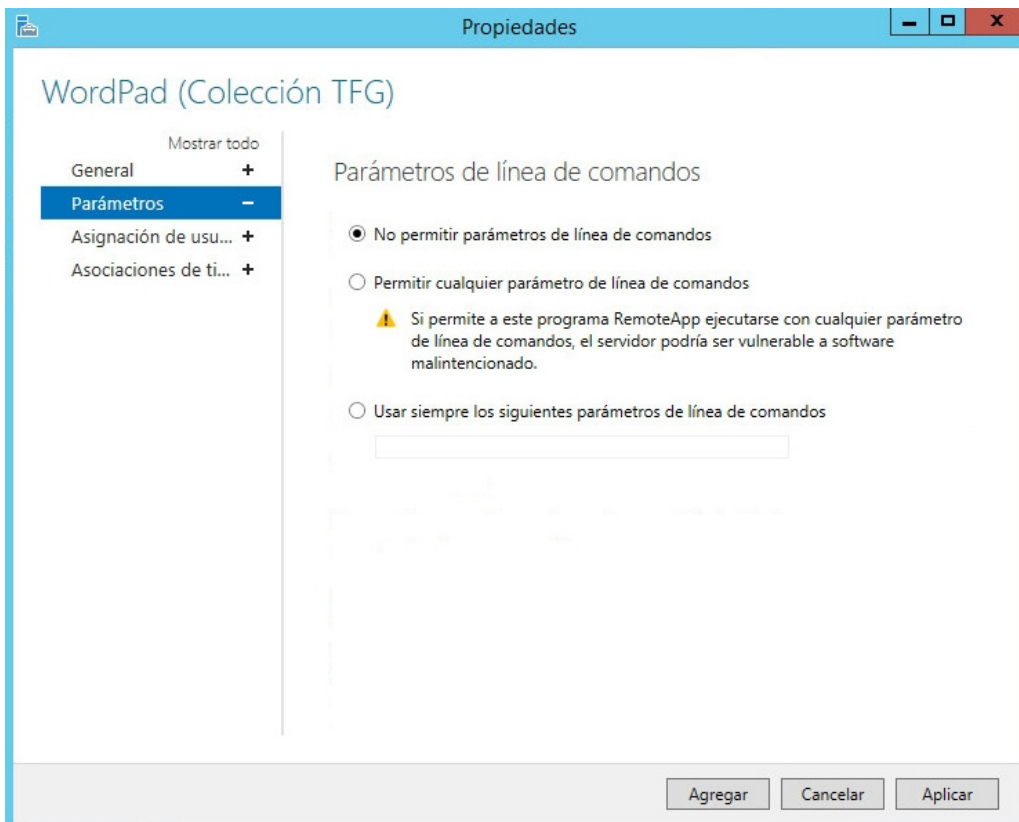 Propiedades
WordPad (Colección TFG)
Mostrar todo
General
Parámetros
Asignación de usu...
Asociaciones de ti...
Parámetros de línea de comandos
No permitir parámetros de línea de comandos
Permitir cualquier parámetro de línea de comandos
Si permite a este programa RemoteApp ejecutarse con cualquier parámetro
de línea de comandos, el servidor podría ser vulnerable a software
malintencionado.
Usar siempre los siguientes parámetros de línea de comandos
Agregar
Cancelar
Aplicar